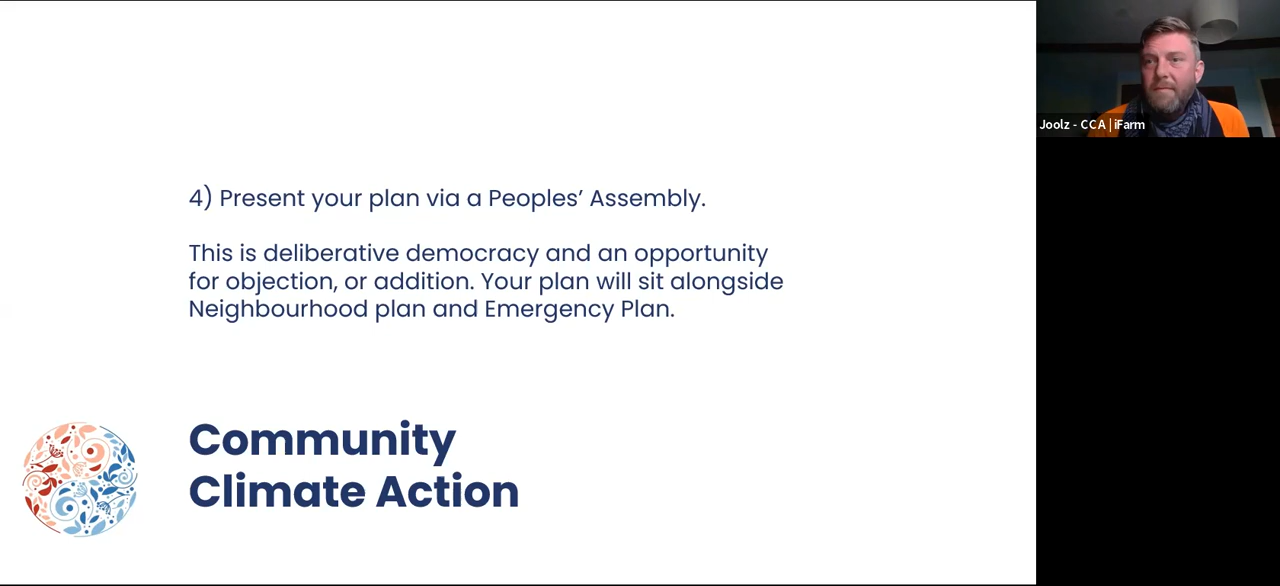 4) Present your plan via a Peoples’ Assembly.
This is deliberative democracy and an opportunity
for objection, or addition. Your plan will sit alongside
Neighbourhood plan and Emergency Plan.
Community
Climate Action
Joolz - CCA | iFarm